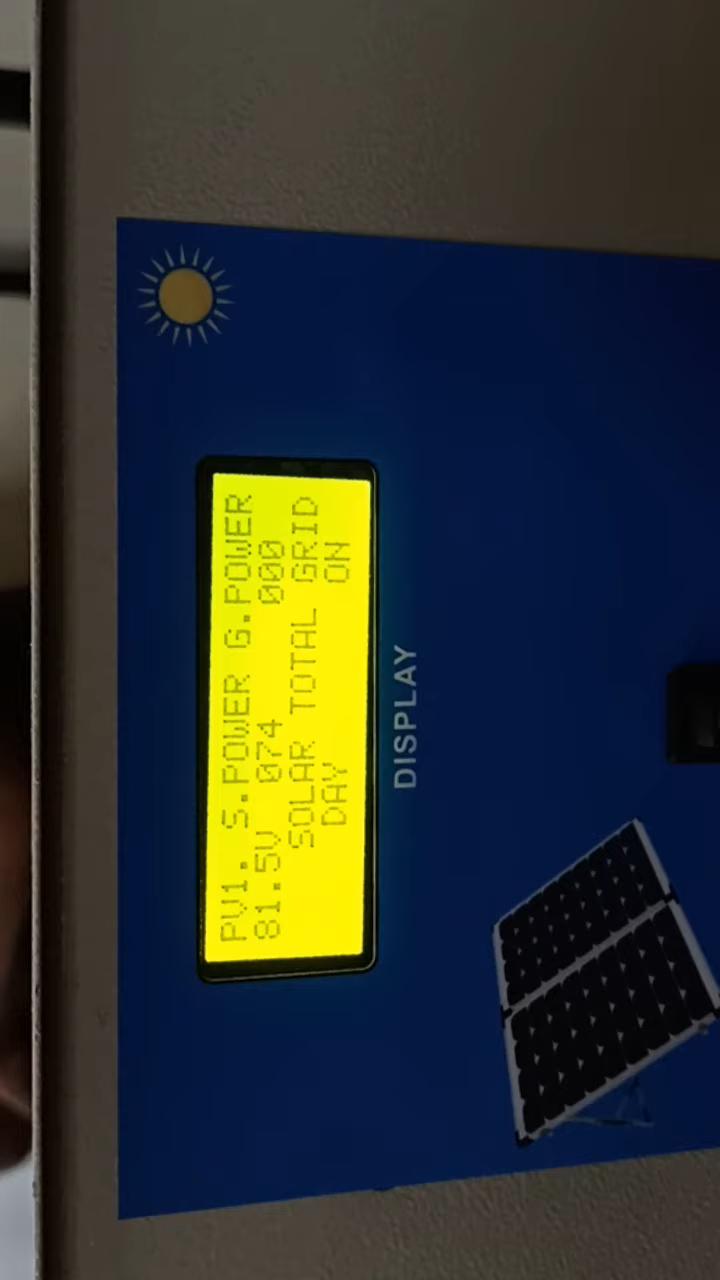 PV1. S.POWER G.POWER
81.5V 074 000
SOLAR TOTAL GRID
DAY ON
DISPLAY